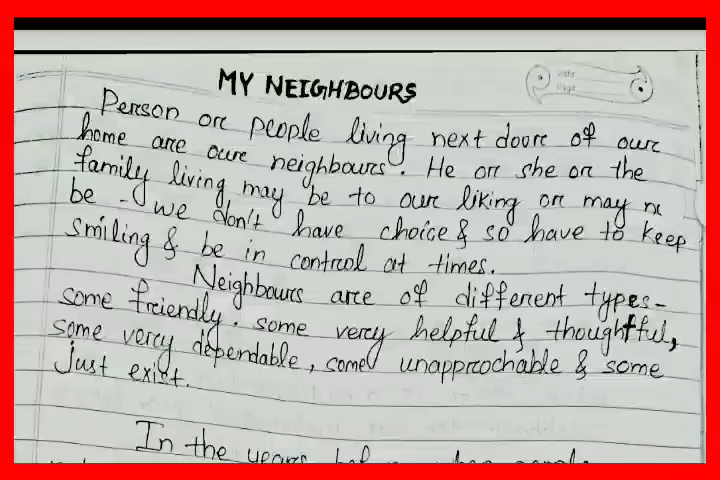 MY NEIGHBOURS
Person or people living next door of our
home are our neighbours. He or she or the
family living may be to our liking or may
be - we don't have choice & so have to keep
smiling & be in control at times.
Neighbours are of different types-
some friendly. some very helpful & thoughtful,
some very dependable, some unapprochable & some
just exist.
In the years